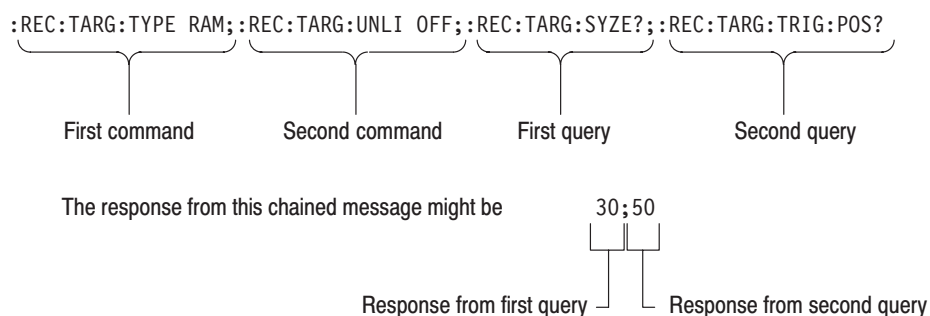 :REC:TARG:TYPE RAM;:REC:TARG:UNLI OFF;:REC:TARG:SYZE?;:REC:TARG:TRIG:POS?
First command Second command First query Second query
The response from this chained message might be 30;50
Response from first query Response from second query